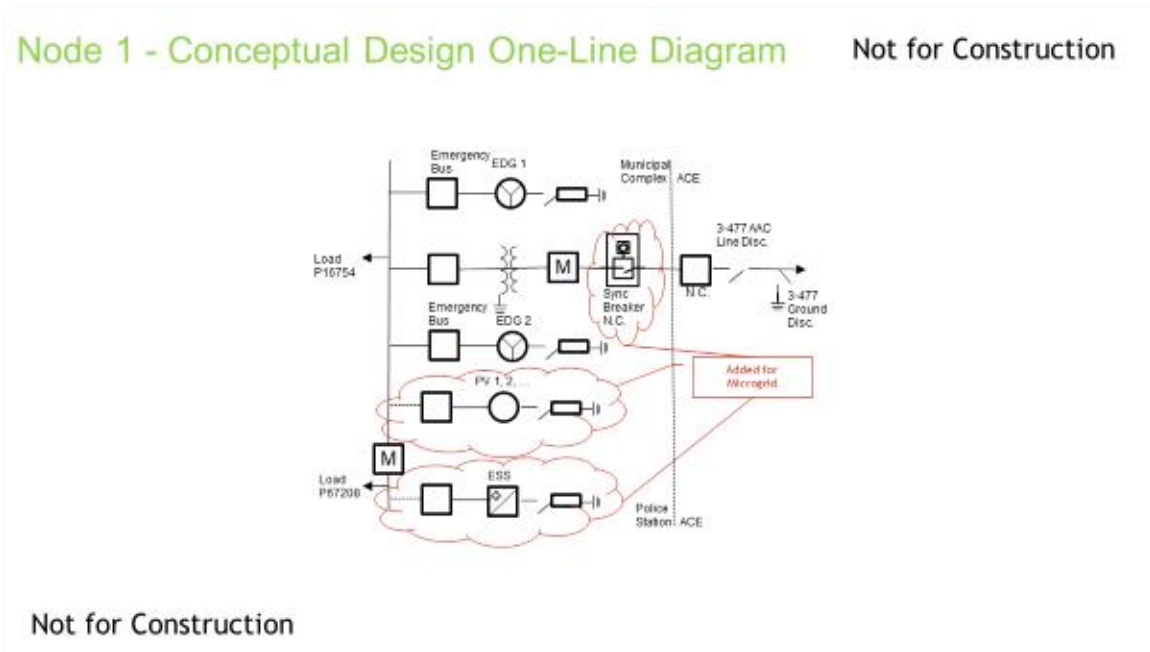 Node 1 - Conceptual Design One-Line Diagram
Not for Construction
Emergency
Bus
EDG 1
Municipal
Complex
ACE
3-477 AAC
Line Disc.
Load
P16754
M
Sync
Breaker
N.C.
N.C.
3-477
Ground
Disc.
Emergency
Bus
EDG 2
Added for
Microgrid
PV 1, 2, ...
M
Load
P67208
ESS
Police
Station
ACE
Not for Construction